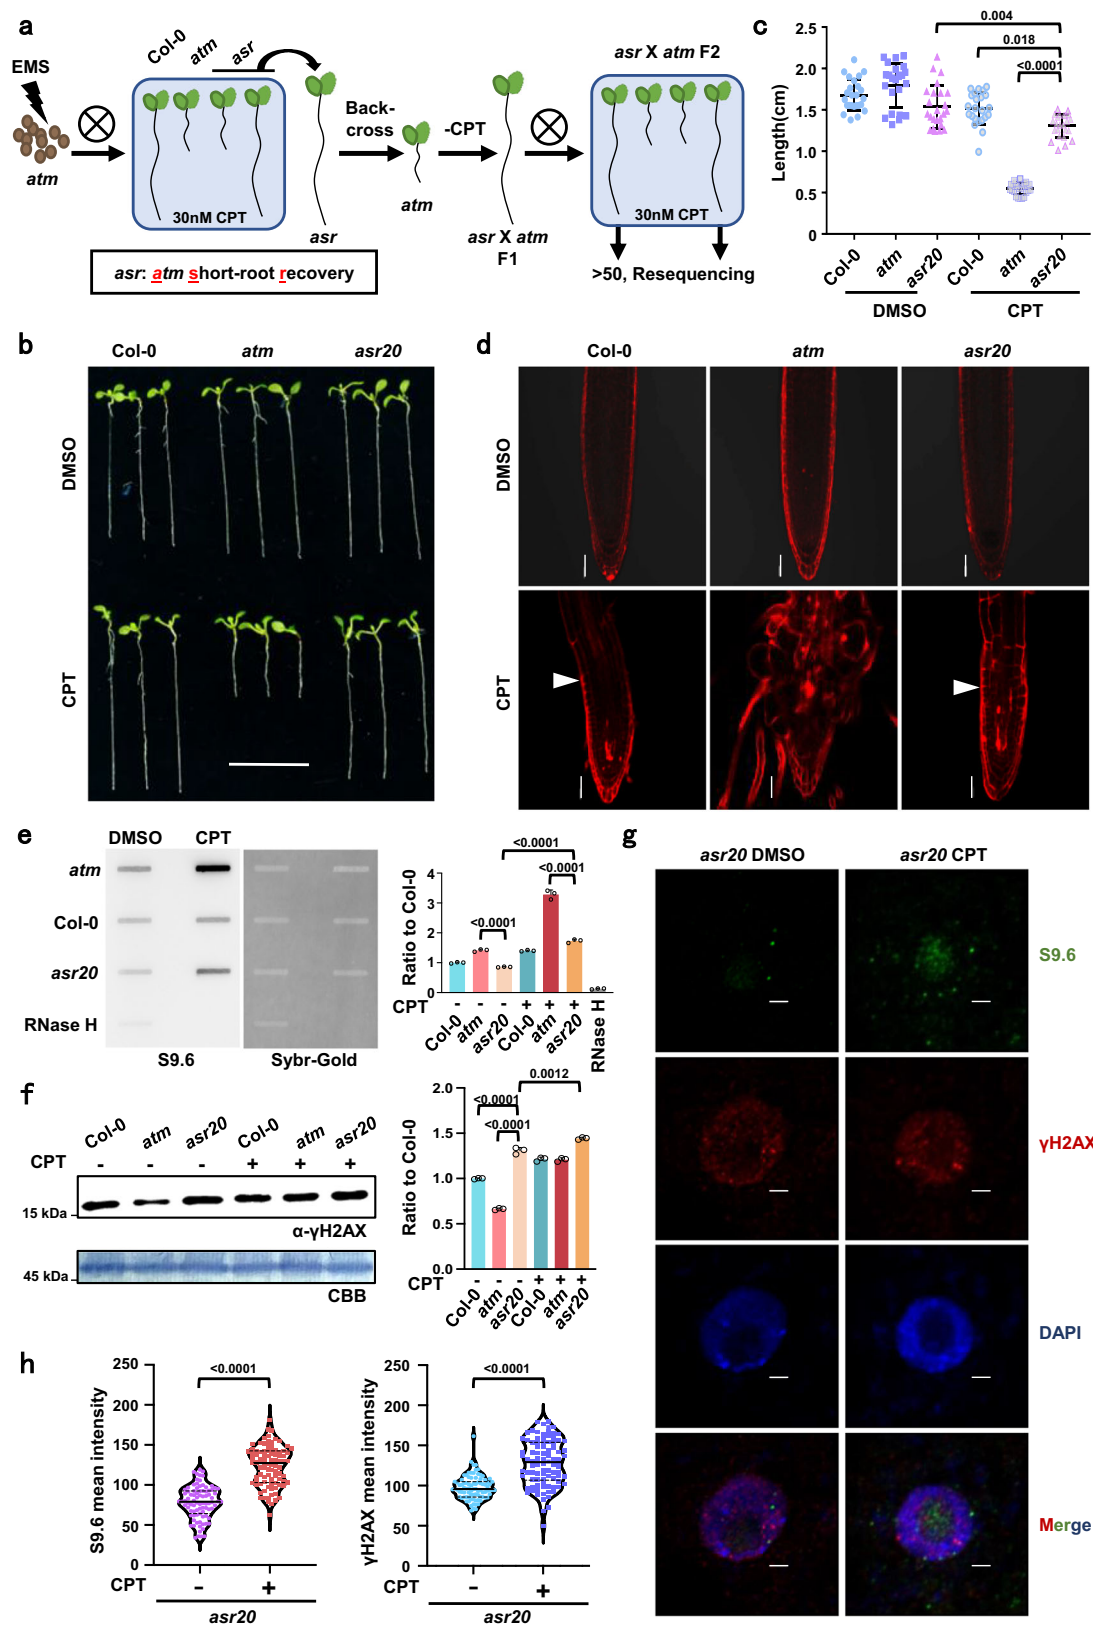 a
EMS
atm
Col-0
atm
asr
30nM CPT
asr
Back-
cross
atm
-CPT
asr X atm
F1
asr X atm F2
30nM CPT
>50, Resequencing
asr: atm short-root recovery
c
Length(cm)
2.5
2.0
1.5
1.0
0.5
0
0.004
0.018
<0.0001
Col-0
atm
asr20
Col-0
atm
asr20
DMSO
CPT
b
Col-0
atm
asr20
DMSO
CPT
d
Col-0
atm
asr20
DMSO
CPT
e
DMSO
CPT
atm
Col-0
asr20
RNase H
S9.6
Sybr-Gold
Ratio to Col-0
4
3
2
1
0
<0.0001
<0.0001
<0.0001
CPT
-
-
-
+
+
+
Col-0
atm
asr20
Col-0
atm
asr20
RNase H
f
Col-0
atm
asr20
Col-0
atm
asr20
CPT
-
-
-
+
+
+
15 kDa
α-γH2AX
45 kDa
CBB
Ratio to Col-0
2.0
1.5
1.0
0.5
0.0
0.0012
<0.0001
<0.0001
CPT
-
-
-
+
+
+
Col-0
atm
asr20
Col-0
atm
asr20
g
asr20 DMSO
asr20 CPT
S9.6
γH2AX
DAPI
Merge
h
S9.6 mean intensity
250
200
150
100
50
0
<0.0001
CPT
-
+
asr20
γH2AX mean intensity
250
200
150
100
50
0
<0.0001
CPT
-
+
asr20